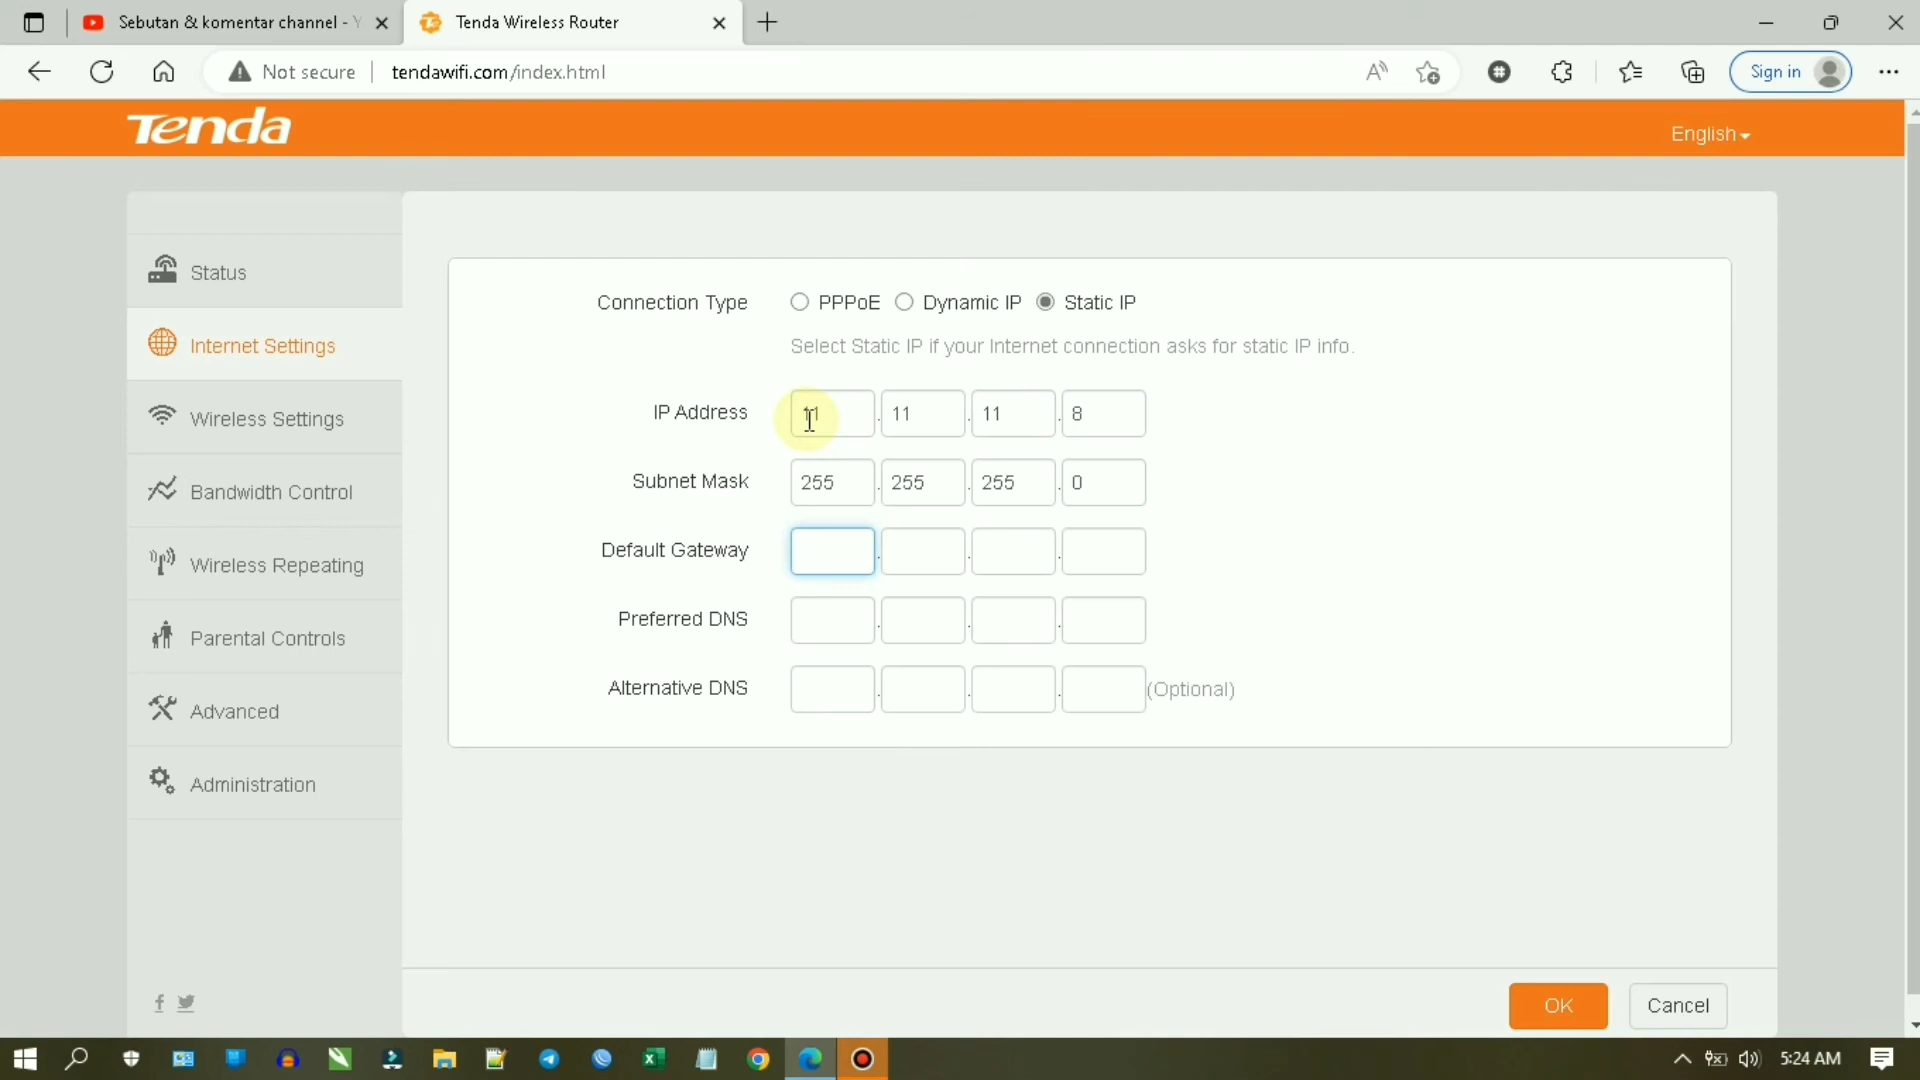 Sebutan & komentar channel - Y
Tenda Wireless Router
Not secure
tendawifi.com/index.html
Sign in
Tenda
English
Status
Internet Settings
Wireless Settings
Bandwidth Control
Wireless Repeating
Parental Controls
Advanced
Administration
Connection Type
PPPoE
Dynamic IP
Static IP
Select Static IP if your Internet connection asks for static IP info.
IP Address 11 . 11 . 11 . 8
Subnet Mask 255 . 255 . 255 . 0
Default Gateway . . .
Preferred DNS . . .
Alternative DNS . . . (Optional)
OK
Cancel
5:24 AM